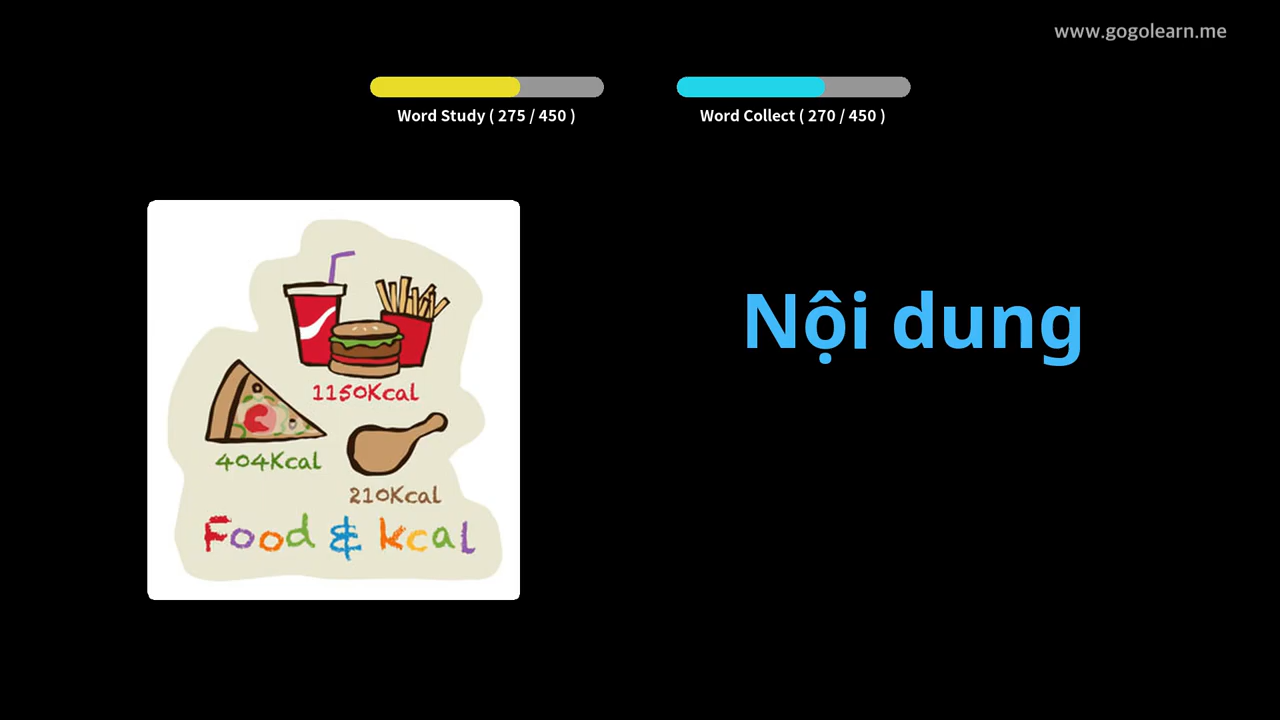 www.gogolearn.me
Word Study ( 275 / 450 )
Word Collect ( 270 / 450 )
Nội dung
1150Kcal
404Kcal
210Kcal
Food & kcal